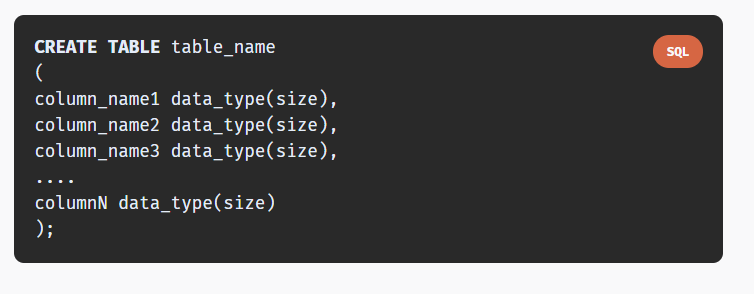 CREATE TABLE table_name
SQL
(
column_name1 data_type(size),
column_name2 data_type(size),
column_name3 data_type(size),
....
columnN data_type(size)
);